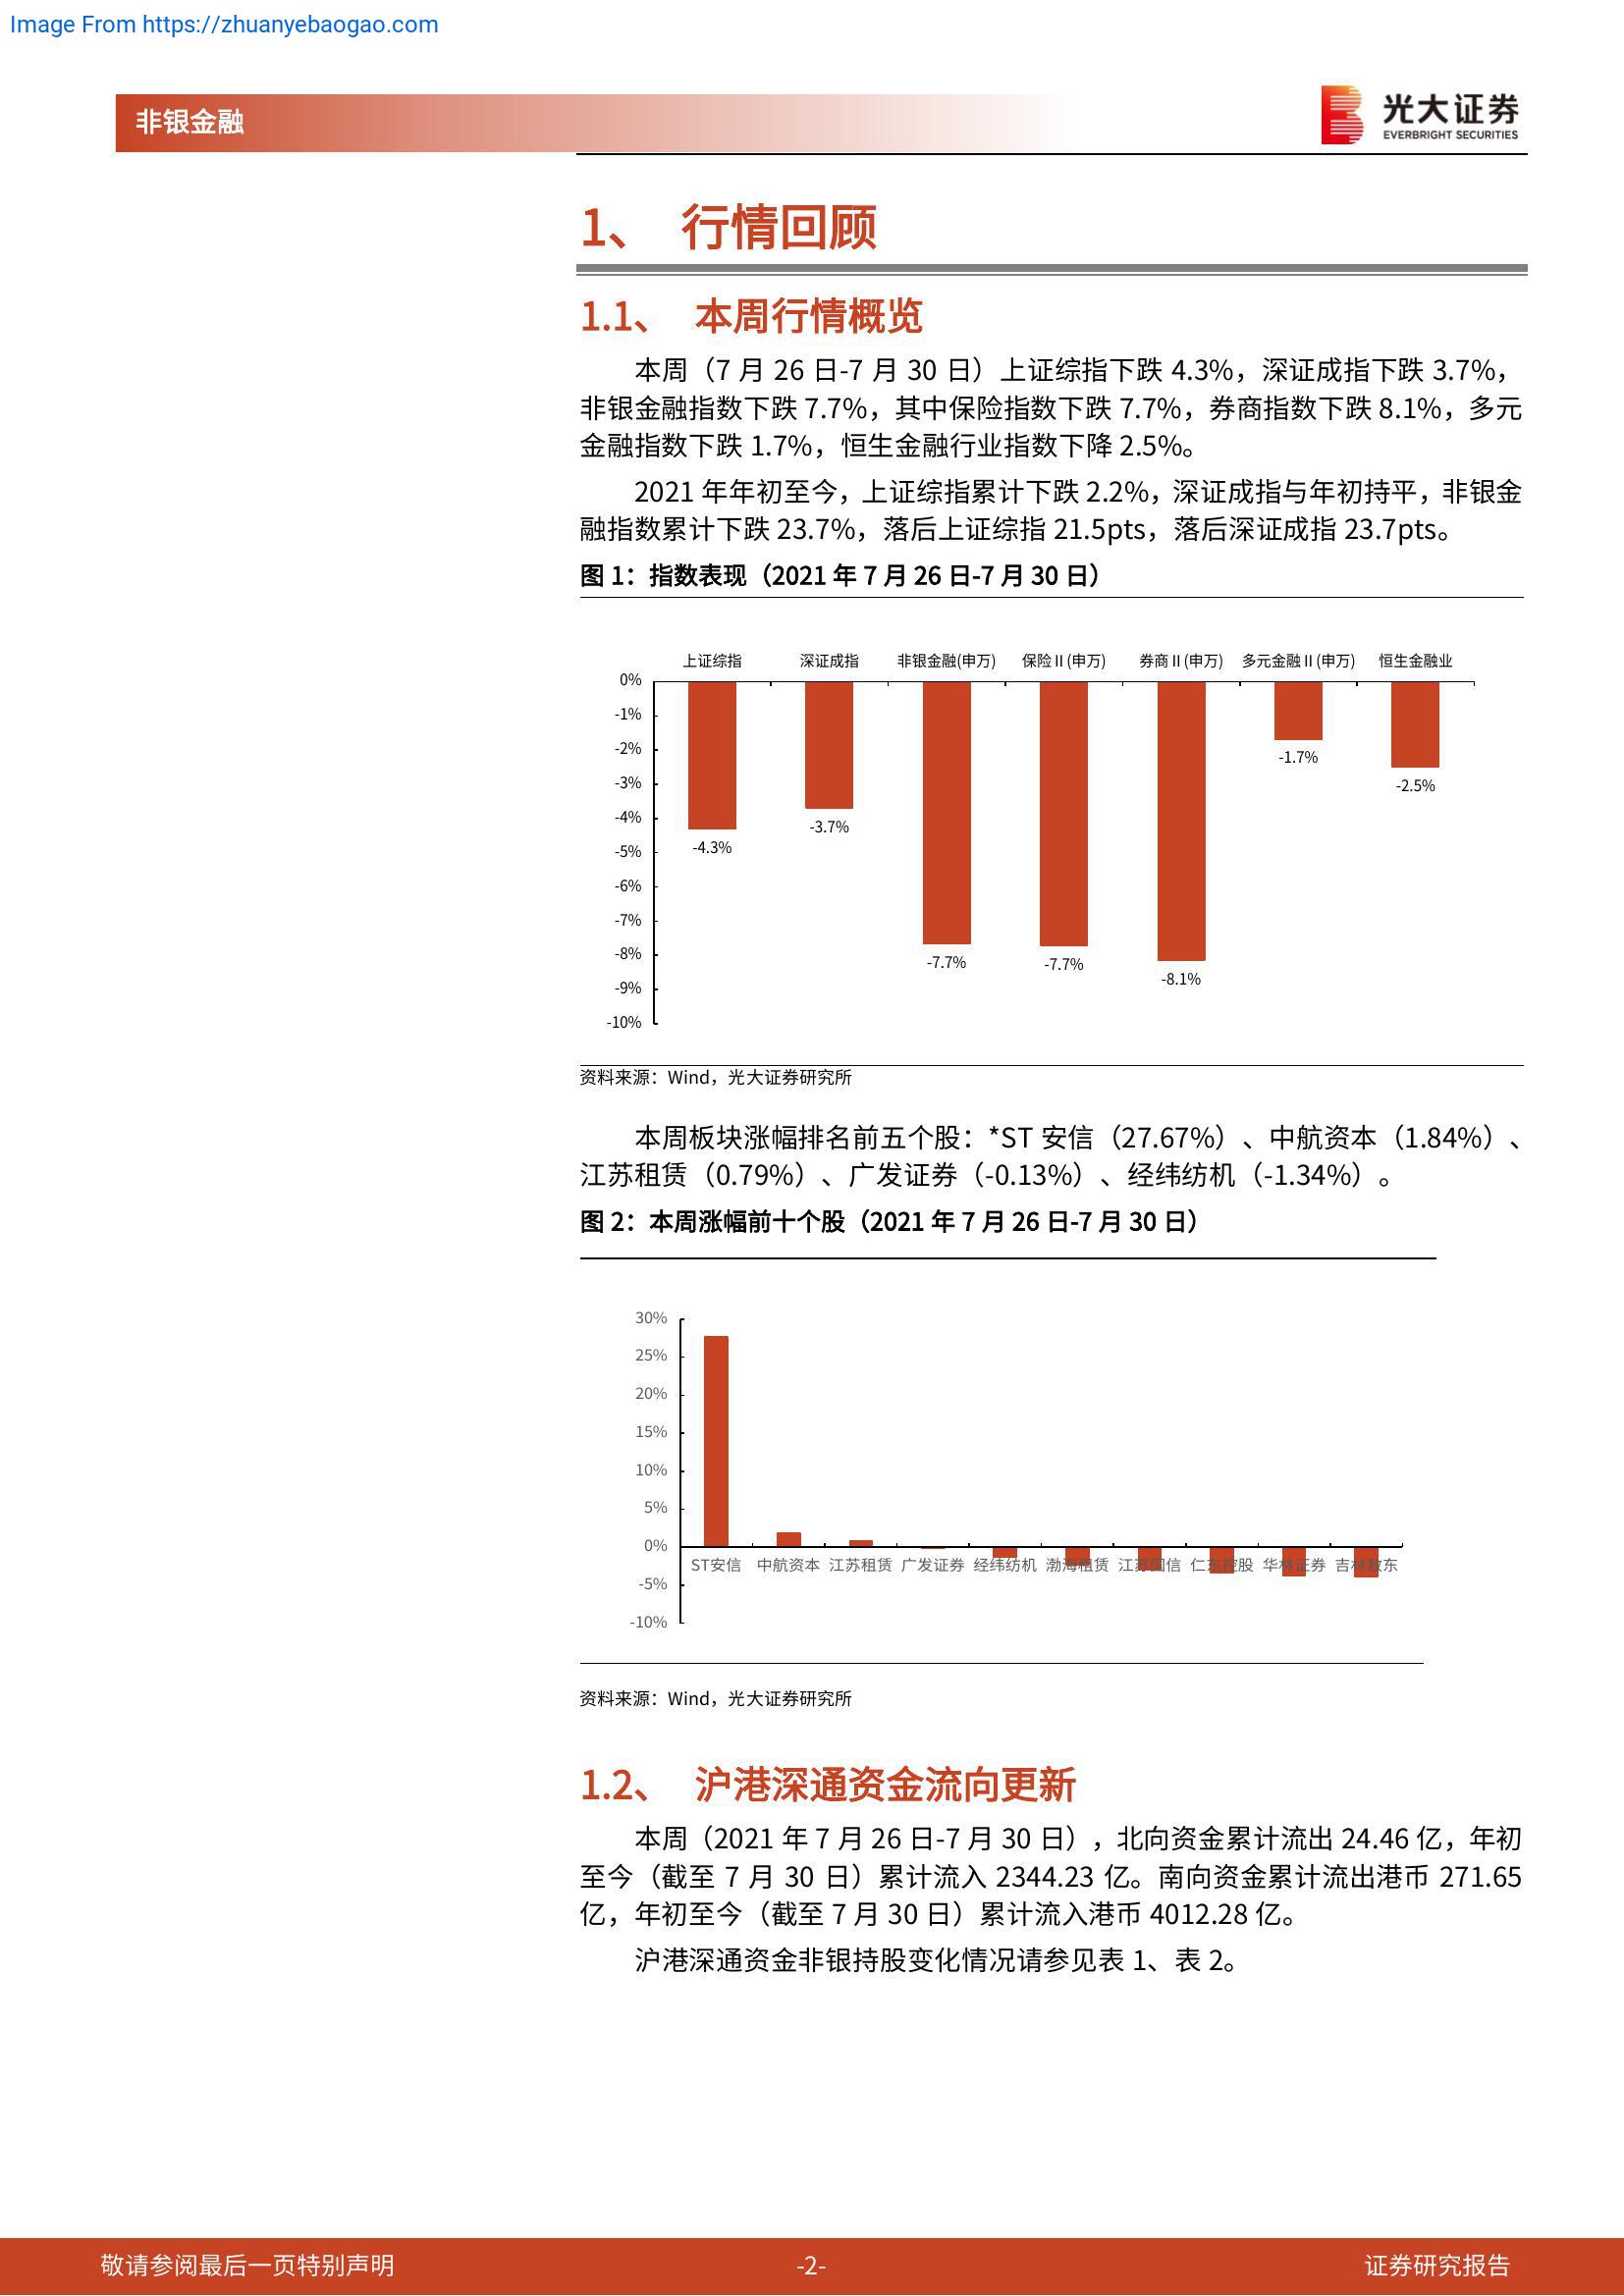 Image From https://zhuanyebaogao.com
非银金融
光大证券
EVERBRIGHT SECURITIES
1、 行情回顾
1.1、 本周行情概览
本周（7 月 26 日-7 月 30 日）上证综指下跌 4.3%，深证成指下跌 3.7%，
非银金融指数下跌 7.7%，其中保险指数下跌 7.7%，券商指数下跌 8.1%，多元
金融指数下跌 1.7%，恒生金融行业指数下降 2.5%。
2021 年年初至今，上证综指累计下跌 2.2%，深证成指与年初持平，非银金
融指数累计下跌 23.7%，落后上证综指 21.5pts，落后深证成指 23.7pts。
图 1：指数表现（2021 年 7 月 26 日-7 月 30 日）
上证综指 深证成指 非银金融(申万) 保险Ⅱ(申万) 券商Ⅱ(申万) 多元金融Ⅱ(申万) 恒生金融业
0%
-1%
-2%
-3%
-4%
-5%
-6%
-7%
-8%
-9%
-10%
-4.3%
-3.7%
-7.7%
-7.7%
-8.1%
-1.7%
-2.5%
资料来源：Wind，光大证券研究所
本周板块涨幅排名前五个股：*ST 安信（27.67%）、中航资本（1.84%）、
江苏租赁（0.79%）、广发证券（-0.13%）、经纬纺机（-1.34%）。
图 2：本周涨幅前十个股（2021 年 7 月 26 日-7 月 30 日）
30%
25%
20%
15%
10%
5%
0%
-5%
-10%
ST安信 中航资本 江苏租赁 广发证券 经纬纺机 渤海租赁 江苏国信 仁东控股 华林证券 吉林敖东
资料来源：Wind，光大证券研究所
1.2、 沪港深通资金流向更新
本周（2021 年 7 月 26 日-7 月 30 日），北向资金累计流出 24.46 亿，年初
至今（截至 7 月 30 日）累计流入 2344.23 亿。南向资金累计流出港币 271.65
亿，年初至今（截至 7 月 30 日）累计流入港币 4012.28 亿。
沪港深通资金非银持股变化情况请参见表 1、表 2。
敬请参阅最后一页特别声明
-2-
证券研究报告